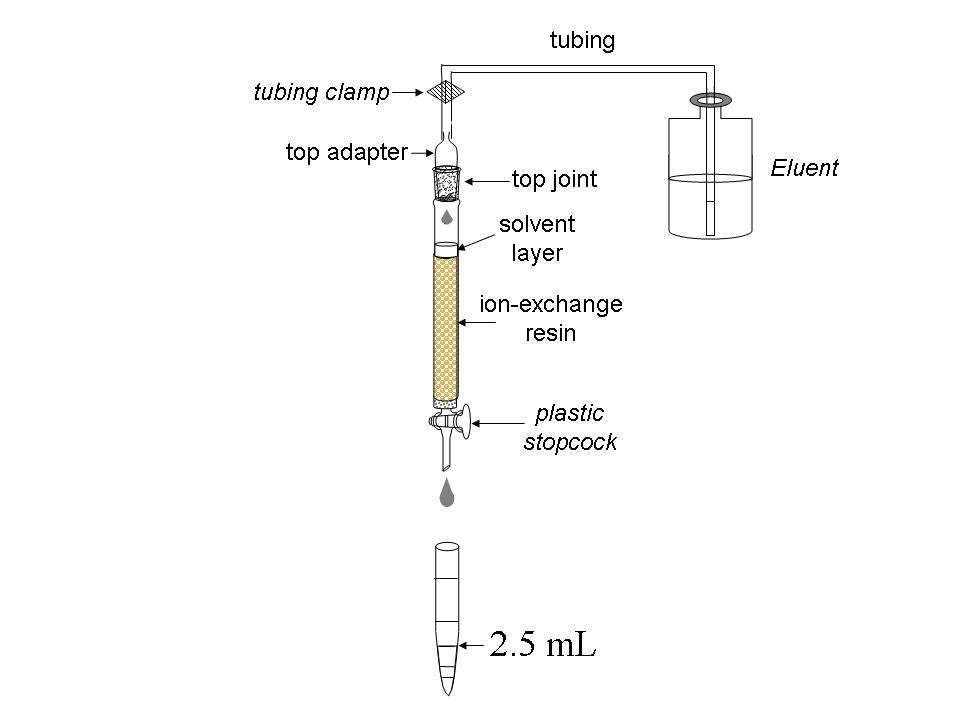 tubing
tubing clamp
top adapter
top joint
Eluent
solvent
layer
ion-exchange
resin
plastic
stopcock
2.5 mL